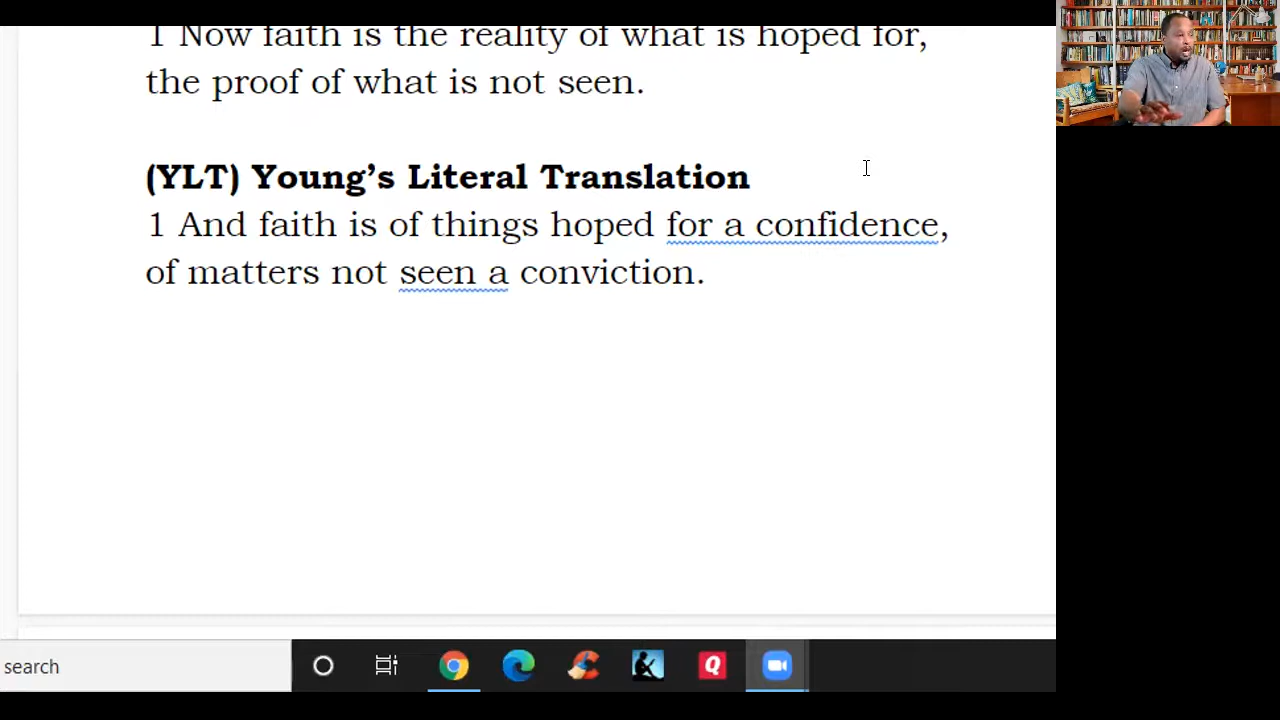 1 Now faith is the reality of what is hoped for,
the proof of what is not seen.
(YLT) Young’s Literal Translation
1 And faith is of things hoped for a confidence,
of matters not seen a conviction.
search
Q